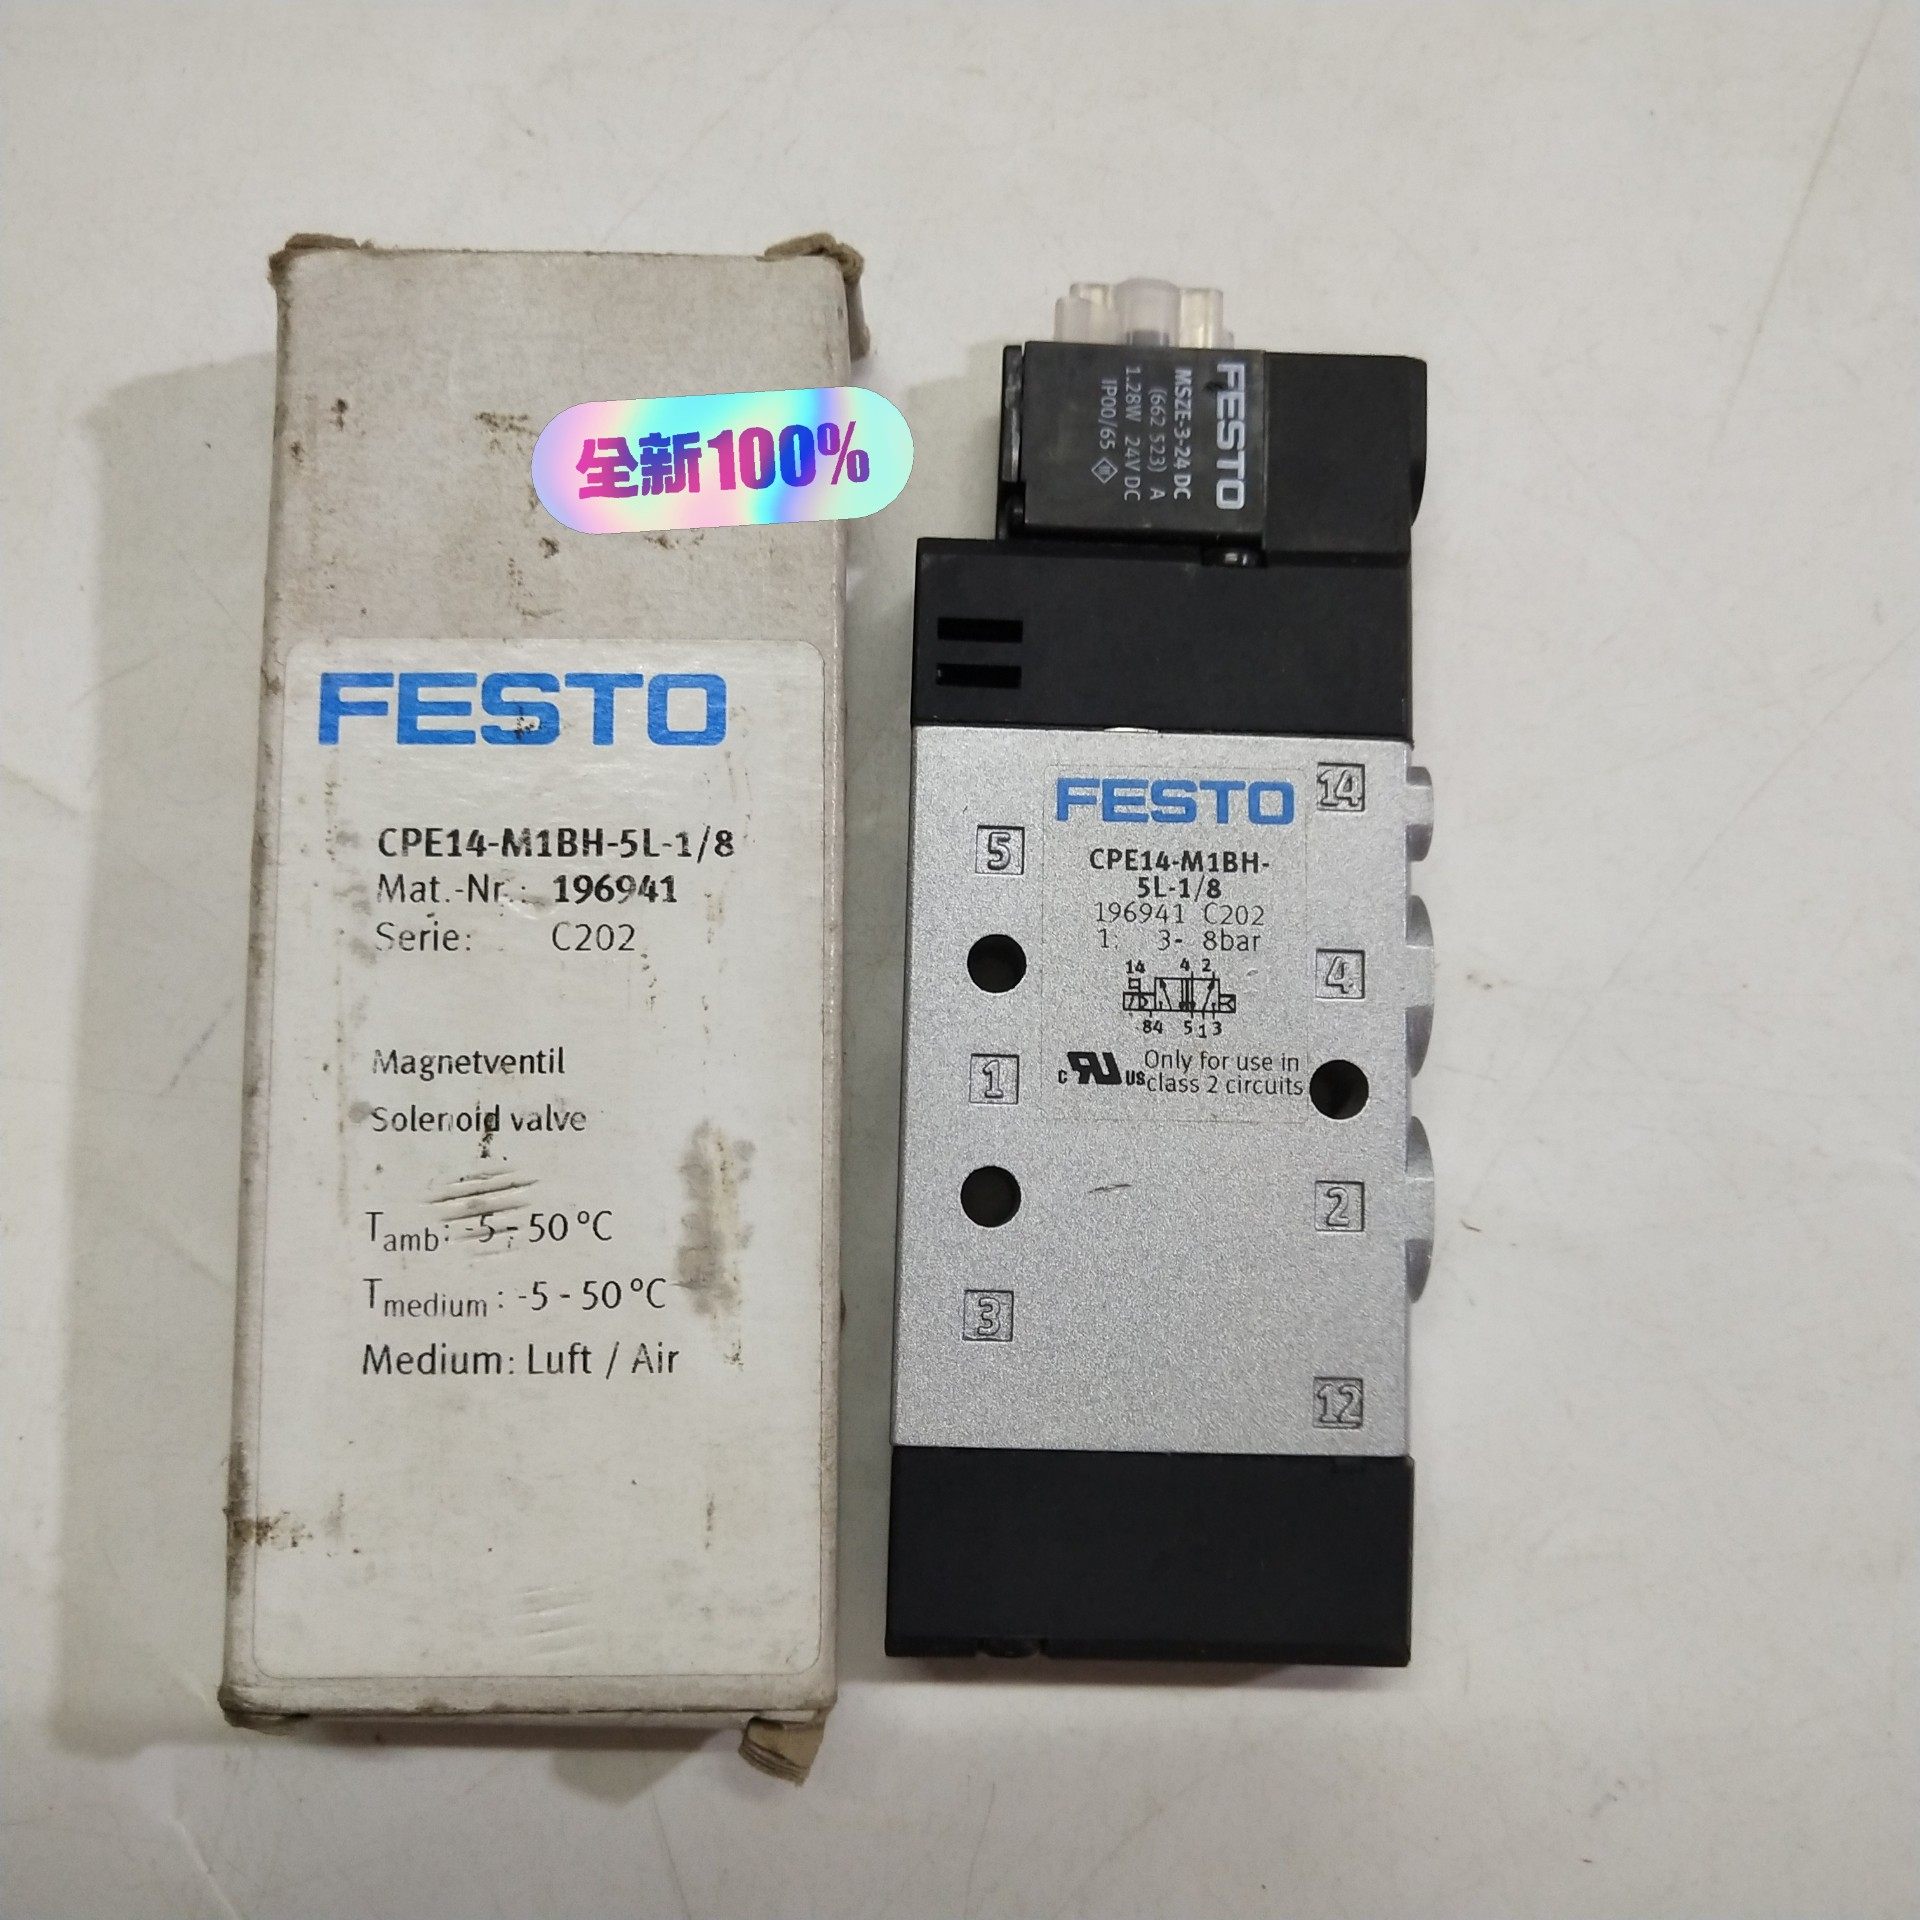 全新100%
FESTO
CPE14-M1BH-5L-1/8
Mat.-Nr.: 196941
Serie: C202
Magnetventil
Solenoid valve
Tamb: -5 - 50 °C
Tmedium: -5 - 50 °C
Medium: Luft / Air
FESTO
MSZE-3-24 DC
(662 523) A
1.28W 24V DC
IP00/65
14
5
FESTO
CPE14-M1BH-
5L-1/8
196941 C202
1: 3- 8bar
14 4 2
84 5 1 3
c RU US Only for use in
class 2 circuits
4
1
2
3
12